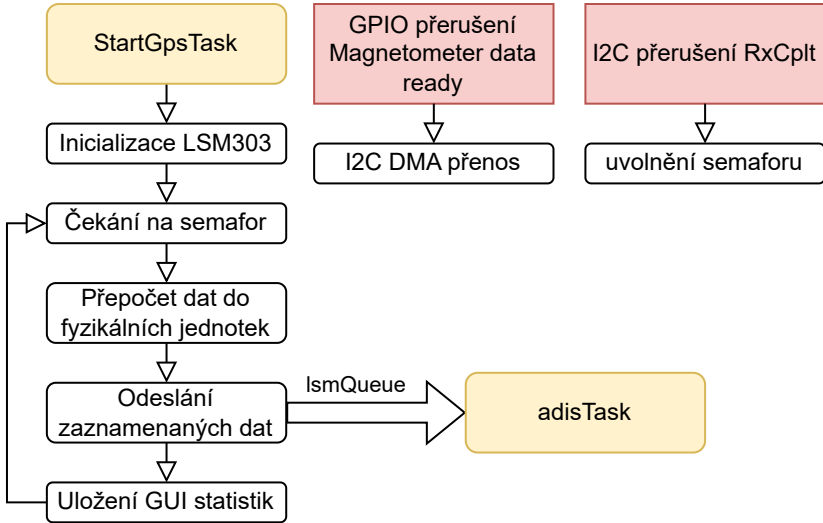 StartGpsTask
Inicializace LSM303
Čekání na semafor
Přepočet dat do
fyzikálních jednotek
Odeslání
zaznamenaných dat
Uložení GUI statistik
lsmQueue
adisTask
GPIO přerušení
Magnetometer data
ready
I2C DMA přenos
I2C přerušení RxCplt
uvolnění semaforu